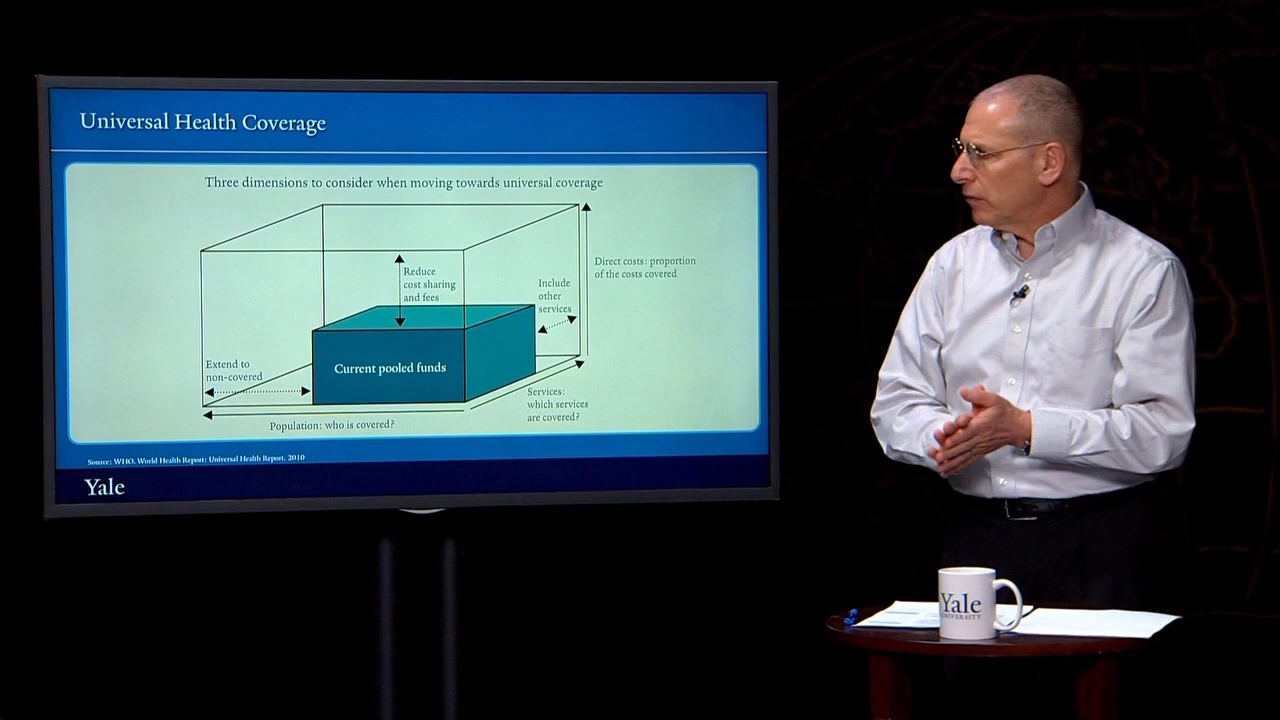 Universal Health Coverage
Three dimensions to consider when moving towards universal coverage
Reduce
cost sharing
and fees
Include
other
services
Direct costs: proportion
of the costs covered
Extend to
non-covered
Current pooled funds
Services:
which services
are covered?
Population: who is covered?
Source: WHO. World Health Report: Universal Health Report. 2010
Yale
Yale
UNIVERSITY